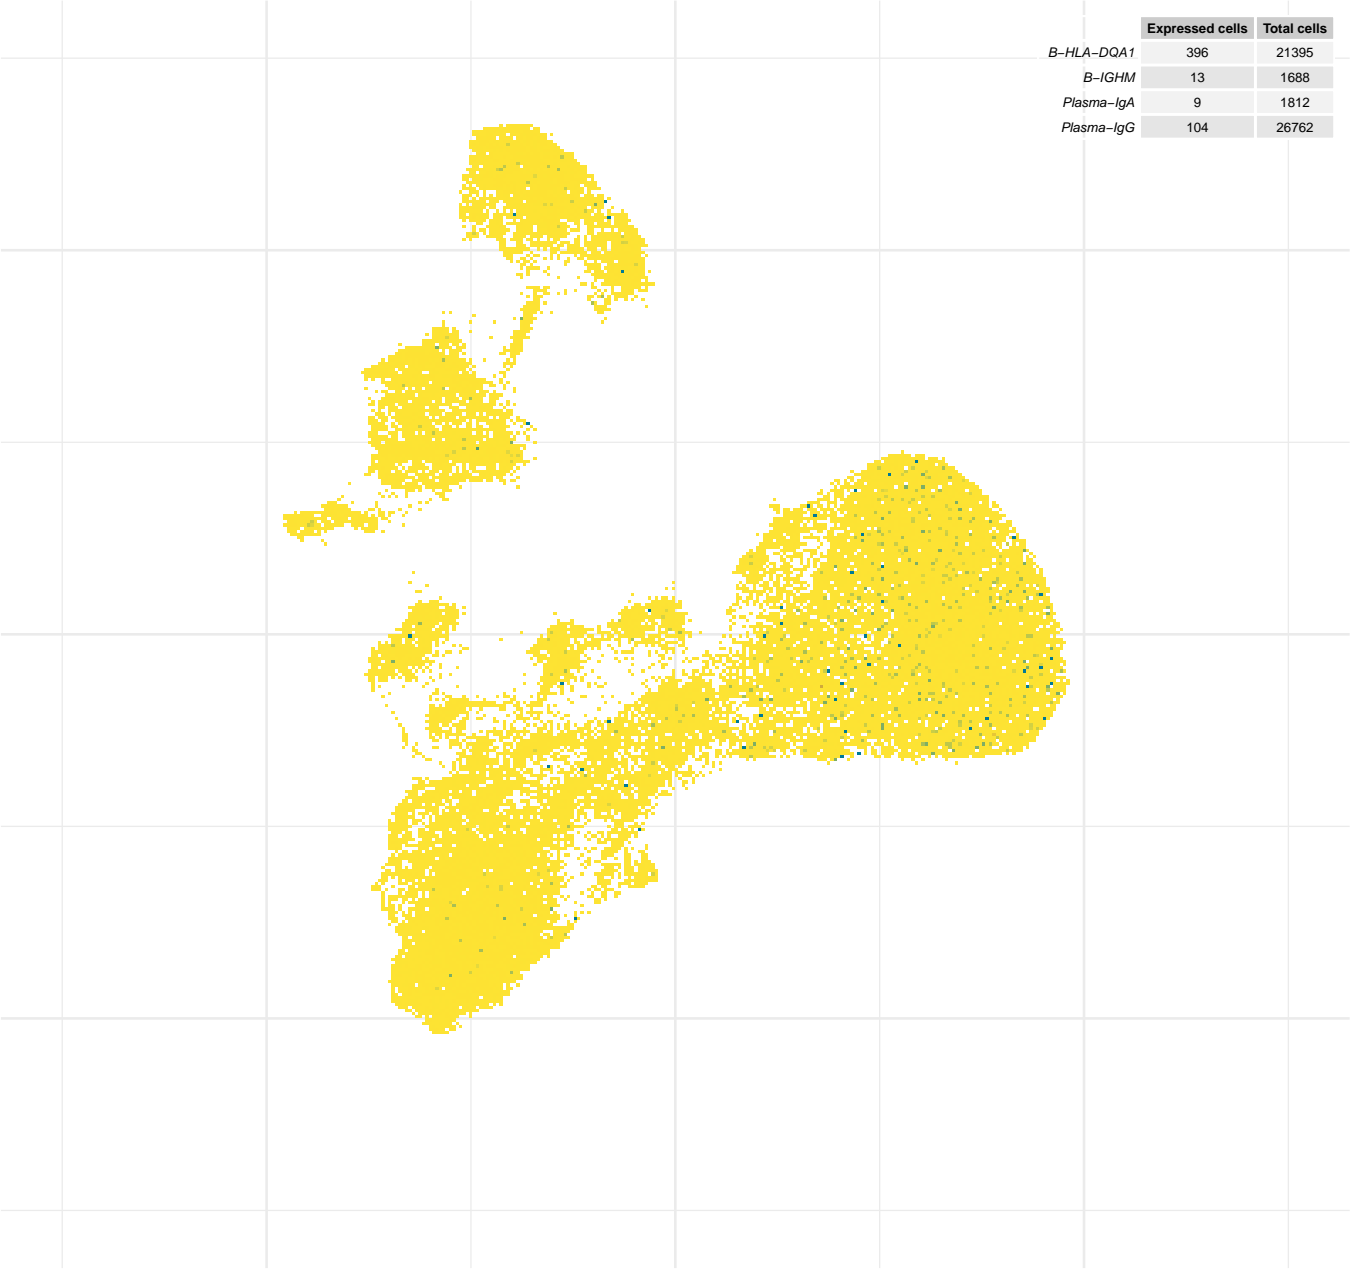 Expressed cells Total cells
B−HLA−DQA1 396 21395
B−IGHM 13 1688
Plasma−IgA 9 1812
Plasma−IgG 104 26762